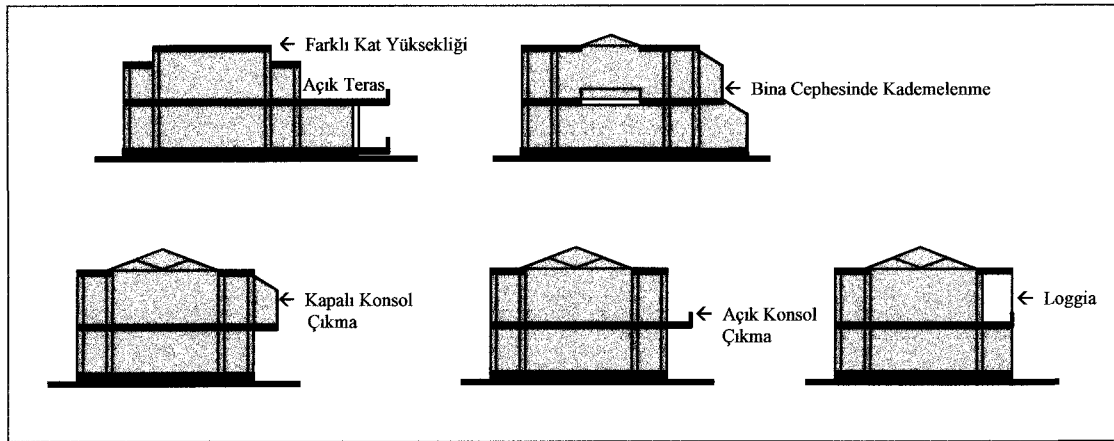 ← Farklı Kat Yüksekliği
Açık Teras
← Bina Cephesinde Kademelenme
← Kapalı Konsol
Çıkma
← Açık Konsol
Çıkma
← Loggia